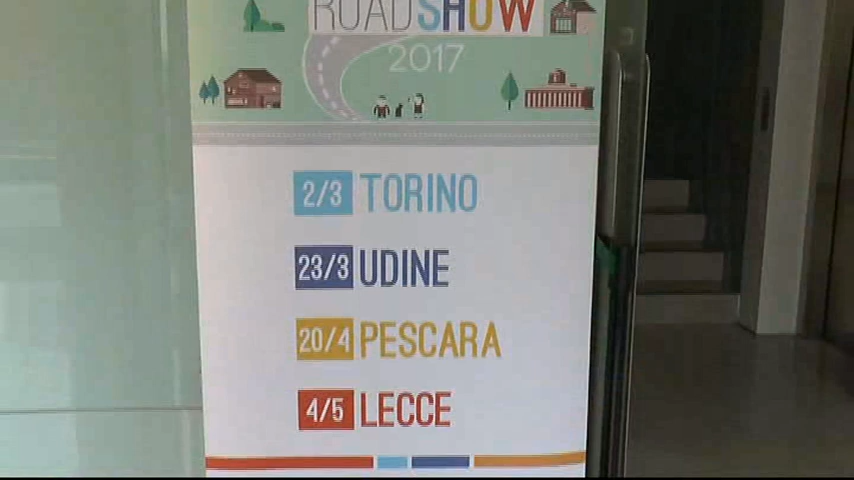 ROADSHOW
2017
2/3 TORINO
23/3 UDINE
20/4 PESCARA
4/5 LECCE